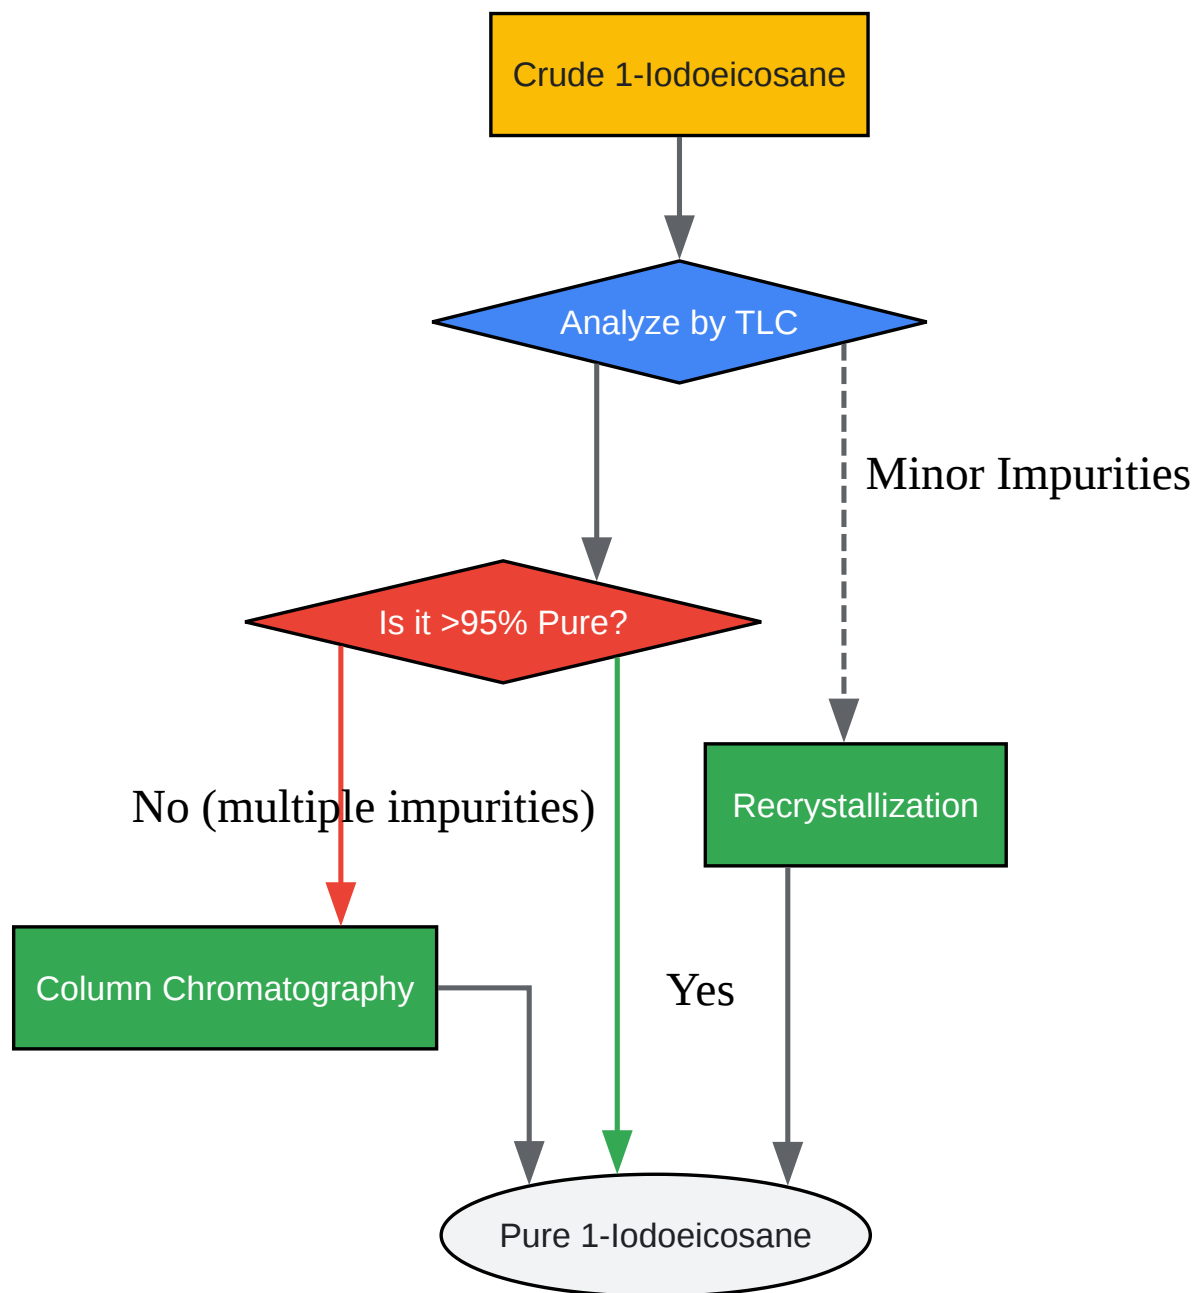 Crude 1-Iodoeicosane
Analyze by TLC
Minor Impurities
Is it >95% Pure?
No (multiple impurities)
Recrystallization
Column Chromatography
Yes
Pure 1-Iodoeicosane